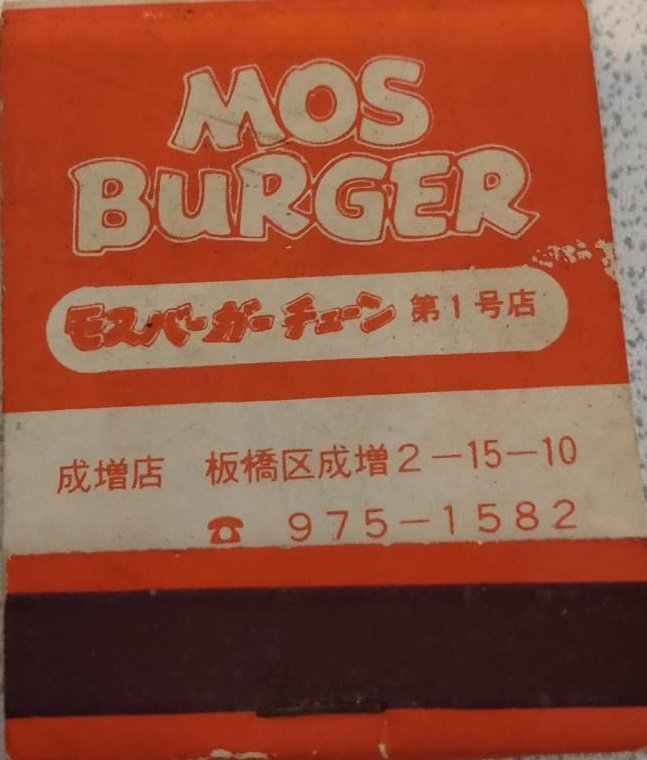 MOS
BURGER
モスバーガーチェーン 第1号店
成増店 板橋区成増2-15-10
☎ 975-1582